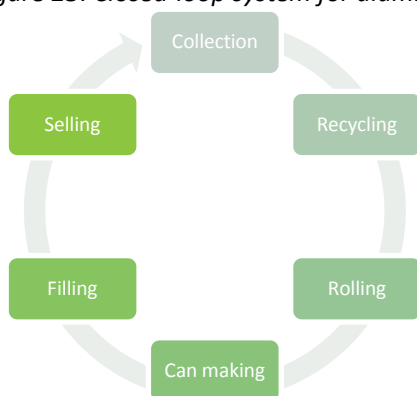 Closed loop system for
Collection
Selling
Recycling
Filling
Rolling
Can making